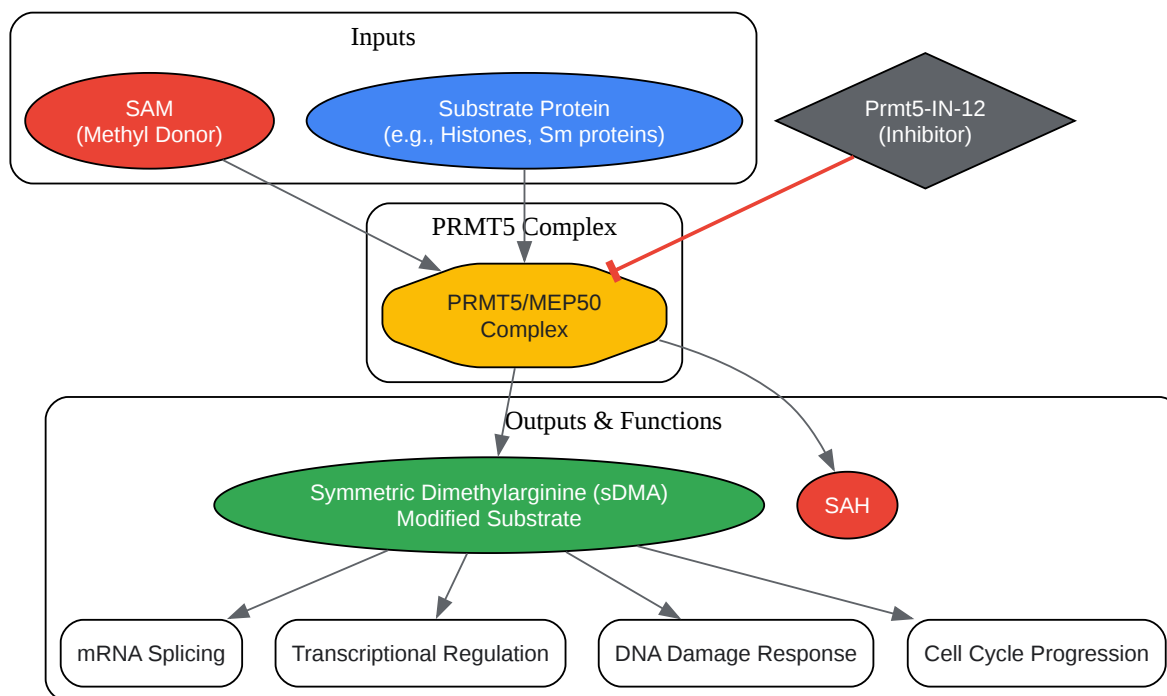 Inputs
SAM
(Methyl Donor)
Substrate Protein
(e.g., Histones, Sm proteins)
Prmt5-IN-12
(Inhibitor)
PRMT5 Complex
PRMT5/MEP50
Complex
Outputs & Functions
Symmetric Dimethylarginine (sDMA)
Modified Substrate
SAH
mRNA Splicing
Transcriptional Regulation
DNA Damage Response
Cell Cycle Progression